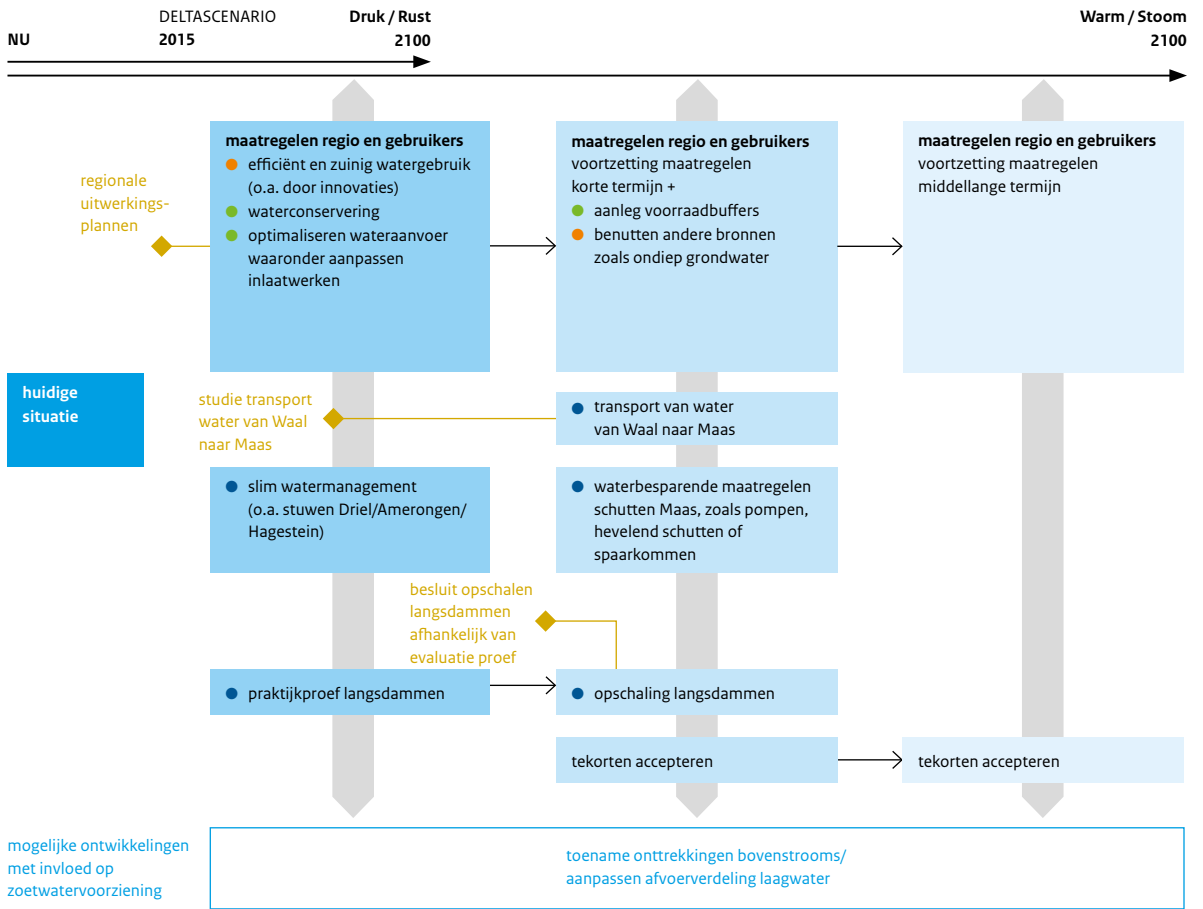 DELTASCENARIO
Druk / Rust
Warm / Stoom
NU
2015
2100
2100
regionale
uitwerkings-
plannen
maatregelen regio en gebruikers
efficiënt en zuinig watergebruik
(o.a. door innovaties)
waterconservering
optimaliseren wateraanvoer
waaronder aanpassen
inlaatwerken
maatregelen regio en gebruikers
voortzetting maatregelen
korte termijn +
aanleg voorraadbuffers
benutten andere bronnen
zoals ondiep grondwater
maatregelen regio en gebruikers
voortzetting maatregelen
middellange termijn
huidige
situatie
studie transport
water van Waal
naar Maas
transport van water
van Waal naar Maas
slim watermanagement
(o.a. stuwen Driel/Amerongen/
Hagestein)
waterbesparende maatregelen
schutten Maas, zoals pompen,
hevelend schutten of
spaarkommen
besluit opschalen
langsdammen
afhankelijk van
evaluatie proef
praktijkproef langsdammen
opschaling langsdammen
tekorten accepteren
tekorten accepteren
mogelijke ontwikkelingen
met invloed op
zoetwatervoorziening
toename onttrekkingen bovenstrooms/
aanpassen afvoerverdeling laagwater